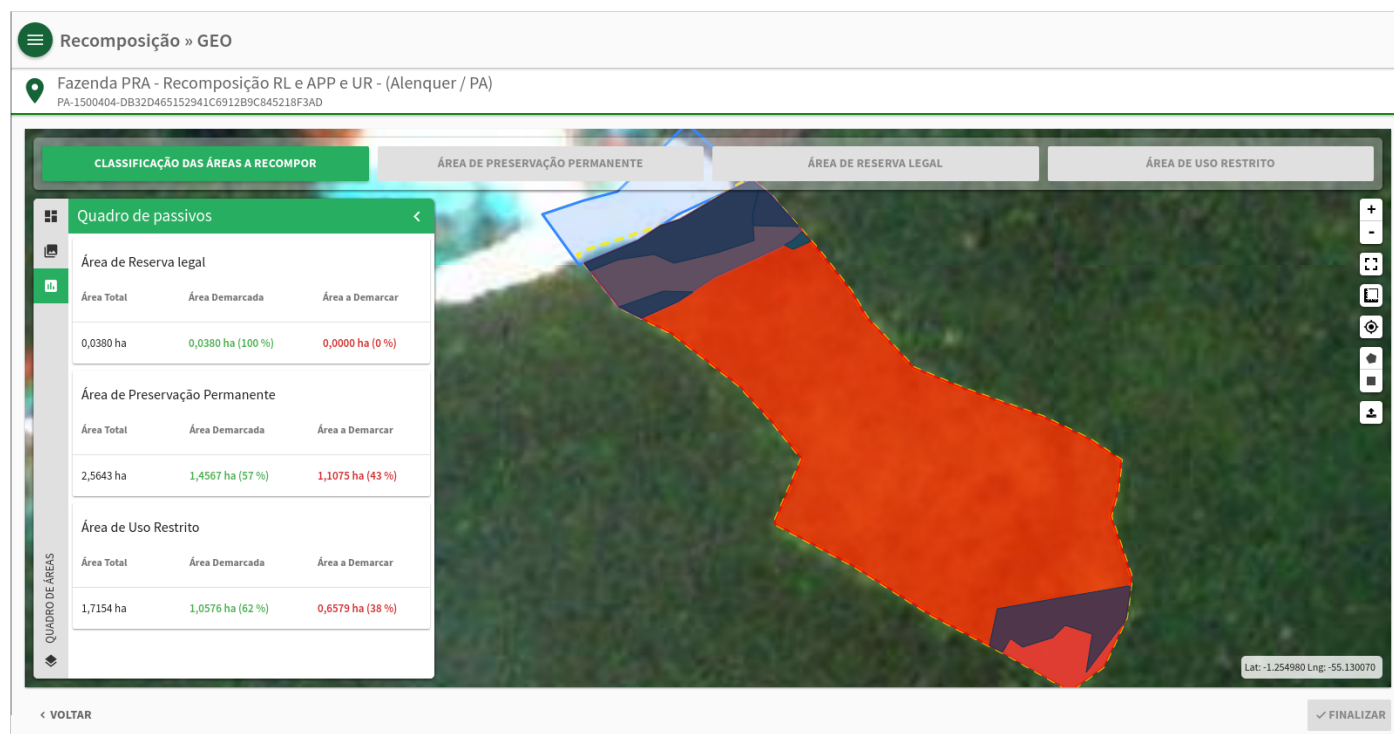 Recomposição » GEO
Fazenda PRA - Recomposição RL e APP e UR - (Alenquer / PA)
PA-1500404-DB32D465152941C6912B9C845218F3AD
CLASSIFICAÇÃO DAS ÁREAS A RECOMPOR
ÁREA DE PRESERVAÇÃO PERMANENTE
ÁREA DE RESERVA LEGAL
ÁREA DE USO RESTRITO
Quadro de passivos
Área de Reserva legal
Área Total Área Demarcada Área a Demarcar
0,0380 ha 0,0380 ha (100 %) 0,0000 ha (0 %)
Área de Preservação Permanente
Área Total Área Demarcada Área a Demarcar
2,5643 ha 1,4567 ha (57 %) 1,1075 ha (43 %)
Área de Uso Restrito
Área Total Área Demarcada Área a Demarcar
1,7154 ha 1,0576 ha (62 %) 0,6579 ha (38 %)
QUADRO DE ÁREAS
+
-
Lat: -1.254980 Lng: -55.130070
< VOLTAR
FINALIZAR